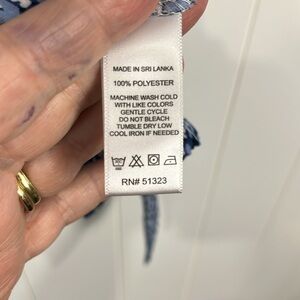 MADE IN SRI LANKA
100% POLYESTER
MACHINE WASH COLD
WITH LIKE COLORS
GENTLE CYCLE
DO NOT BLEACH
TUMBLE DRY LOW
COOL IRON IF NEEDED
RN# 51323